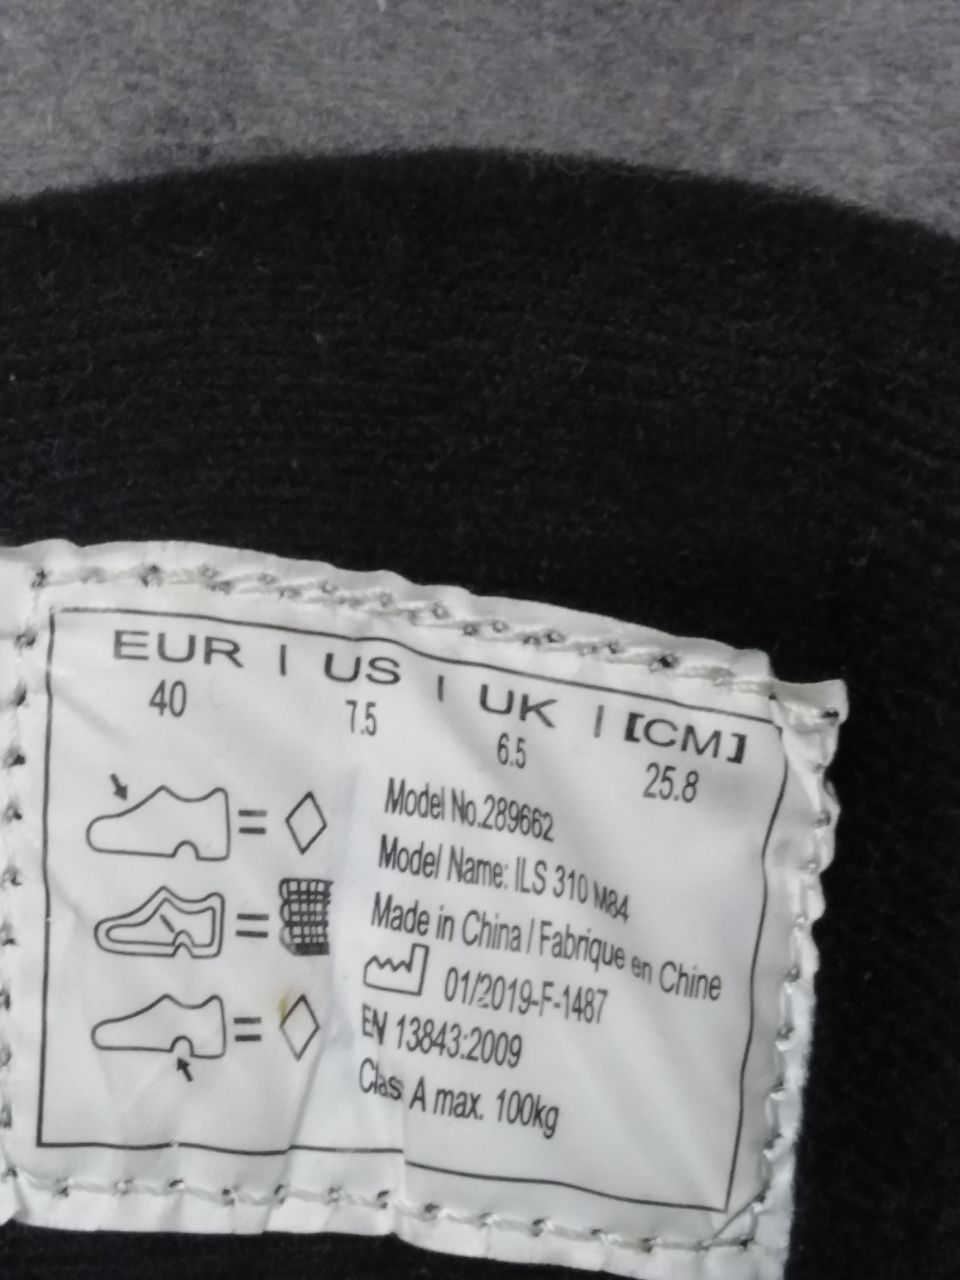 EUR | US | UK | [CM]
40 7.5 6.5 25.8
Model No.289662
Model Name: ILS 310 M84
Made in China / Fabrique en Chine
01/2019-F-1487
EN 13843:2009
Clas A max. 100kg